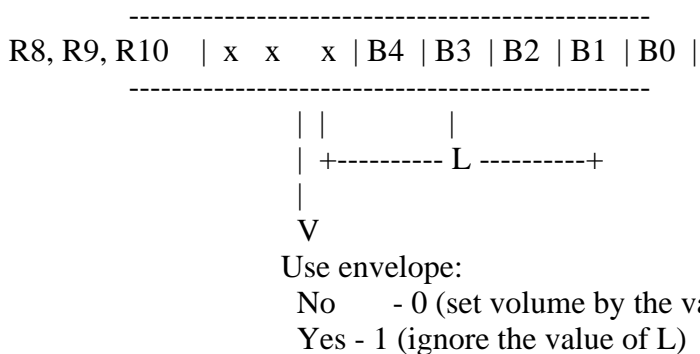 -------------------------------------------------
R8, R9, R10 | x x x | B4 | B3 | B2 | B1 | B0 |
-------------------------------------------------
| | |
| +---------- L ----------+
|
V
Use envelope:
No - 0 (set volume by the
Yes - 1 (ignore the value of L)